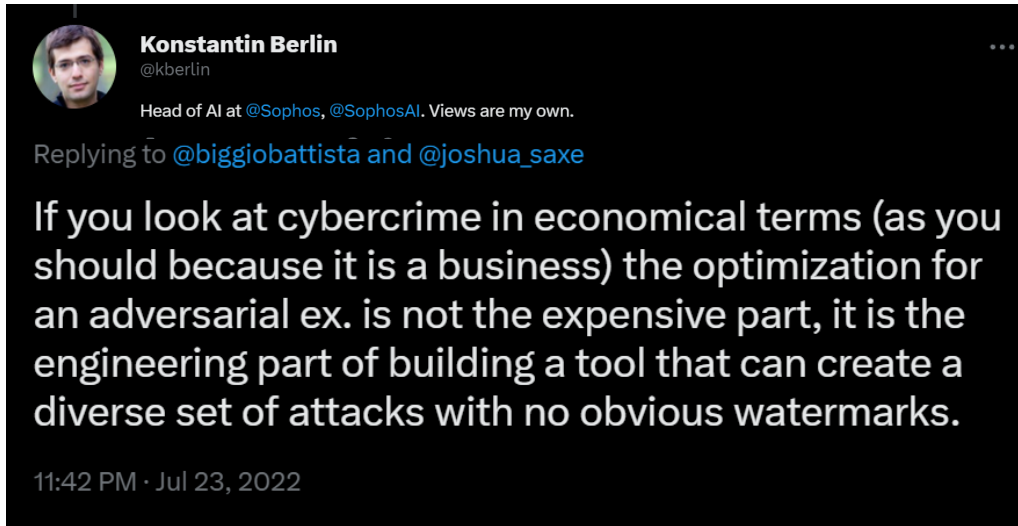 Konstantin Berlin
@kberlin
Head of AI at @Sophos, @SophosAI. Views are my own.
Replying to @biggiobattista and @joshua_saxe
If you look at cybercrime in economical terms (as you
should because it is a business) the optimization for
an adversarial ex. is not the expensive part, it is the
engineering part of building a tool that can create a
diverse set of attacks with no obvious watermarks.
11:42 PM · Jul 23, 2022